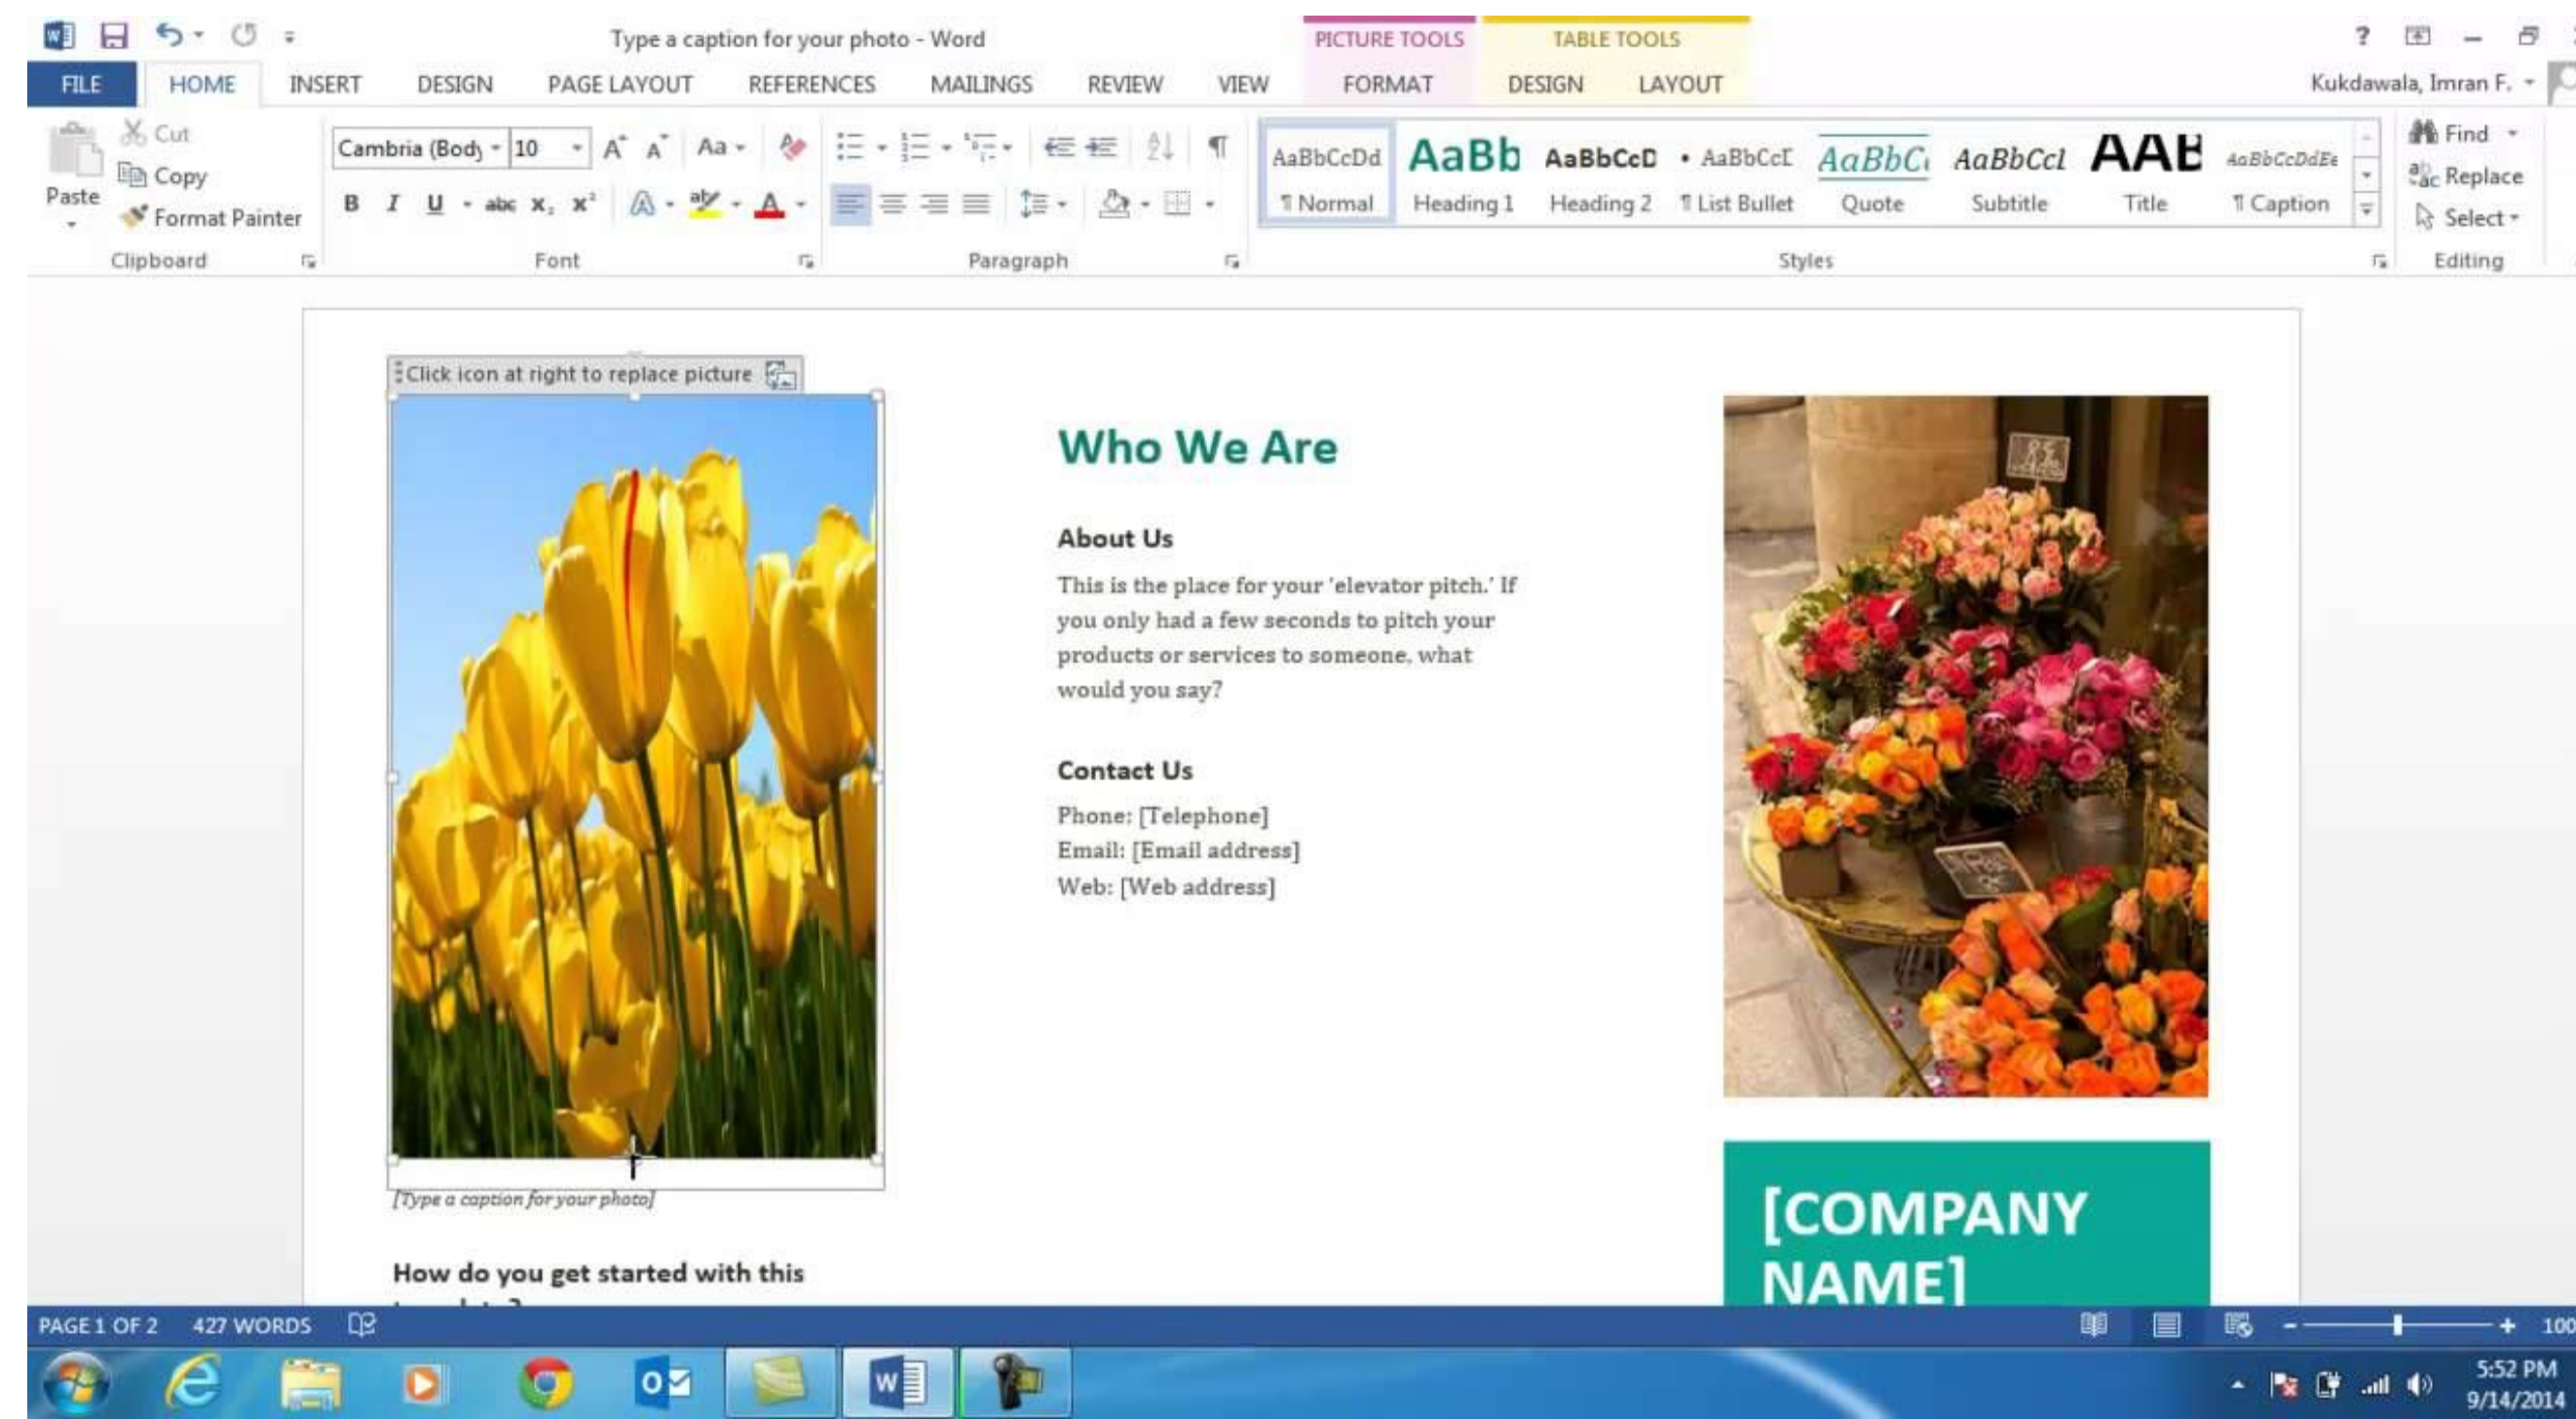 Type a caption for your photo - Word
PICTURE TOOLS
TABLE TOOLS
?
FILE
HOME
INSERT
DESIGN
PAGE LAYOUT
REFERENCES
MAILINGS
REVIEW
VIEW
FORMAT
DESIGN
LAYOUT
Kukdawala, Imran F.
Paste
Cut
Copy
Format Painter
Clipboard
Cambria (Body
10
Aa
B I U abc x₂ x²
Font
Paragraph
AaBbCcDd
AaBb
AaBbCcD
• AaBbCcD
AaBbCc
AaBbCcI
AAB
AaBbCcDdEe
¶ Normal
Heading 1
Heading 2
¶ List Bullet
Quote
Subtitle
Title
¶ Caption
Styles
Find
Replace
Select
Editing
Click icon at right to replace picture
[Type a caption for your photo]
How do you get started with this
Who We Are
About Us
This is the place for your ‘elevator pitch.’ If
you only had a few seconds to pitch your
products or services to someone, what
would you say?
Contact Us
Phone: [Telephone]
Email: [Email address]
Web: [Web address]
[COMPANY
NAME]
PAGE 1 OF 2
427 WORDS
100
5:52 PM
9/14/2014